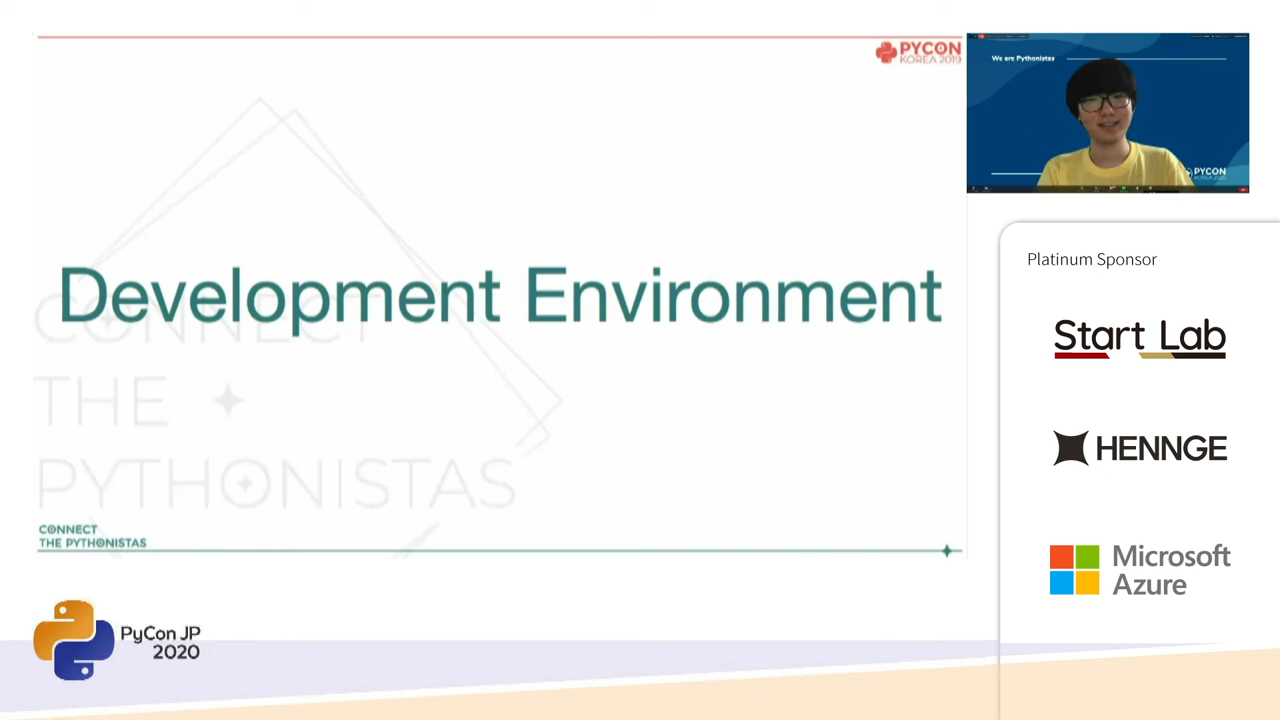 PYCON
KOREA 2019
We are Pythonistas
PYCON
KOREA 2020
Development Environment
CONNECT
THE
PYTHONISTAS
CONNECT
THE PYTHONISTAS
Platinum Sponsor
Start Lab
HENNGE
Microsoft
Azure
PyCon JP
2020